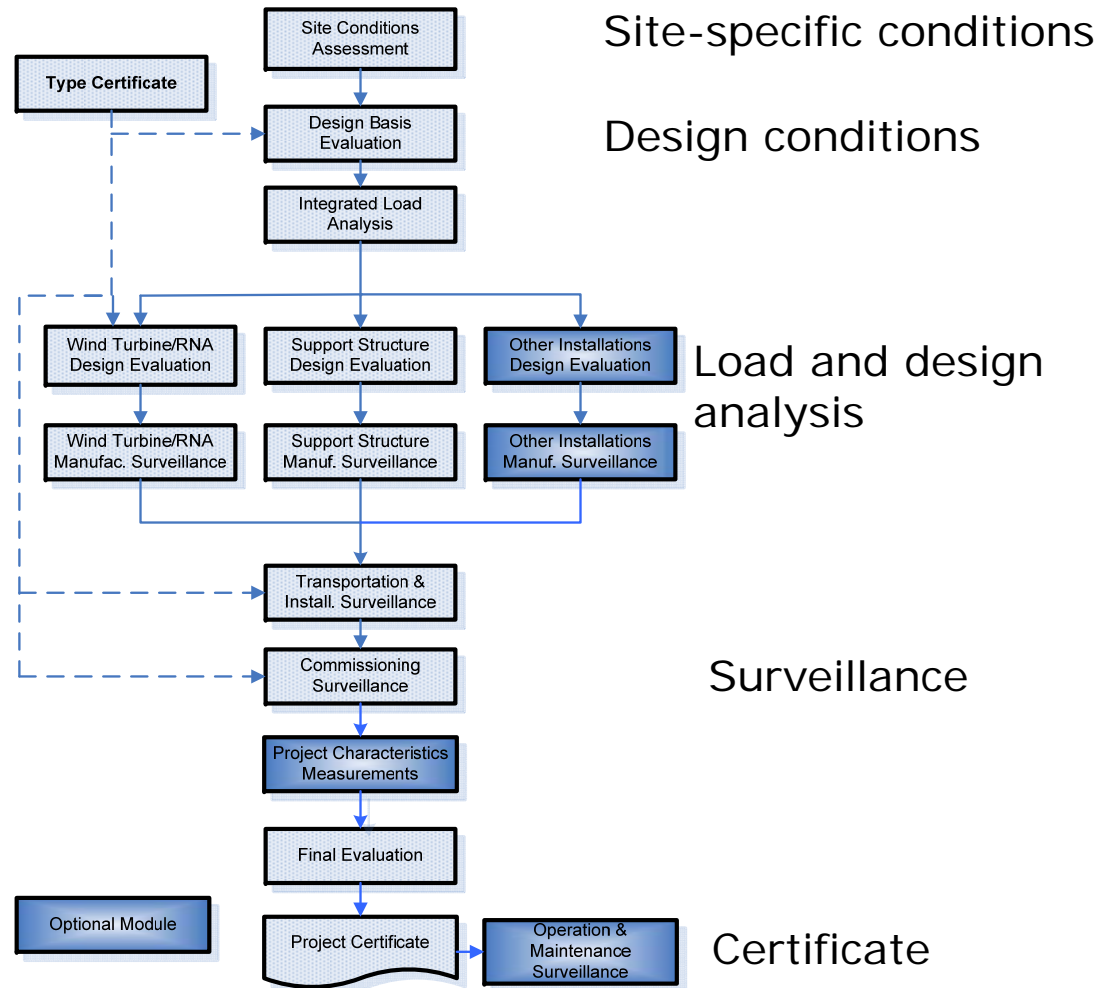 Site Conditions
Assessment
Site-specific conditions
Type Certificate
Design Basis
Evaluation
Design conditions
Integrated Load
Analysis
Wind Turbine/RNA
Design Evaluation
Support Structure
Design Evaluation
Other Installations
Design Evaluation
Load and design
analysis
Wind Turbine/RNA
Manufac. Surveillance
Support Structure
Manuf. Surveillance
Other Installations
Manuf. Surveillance
Transportation &
Install. Surveillance
Commissioning
Surveillance
Surveillance
Project Characteristics
Measurements
Final Evaluation
Optional Module
Project Certificate
Operation &
Maintenance
Surveillance
Certificate